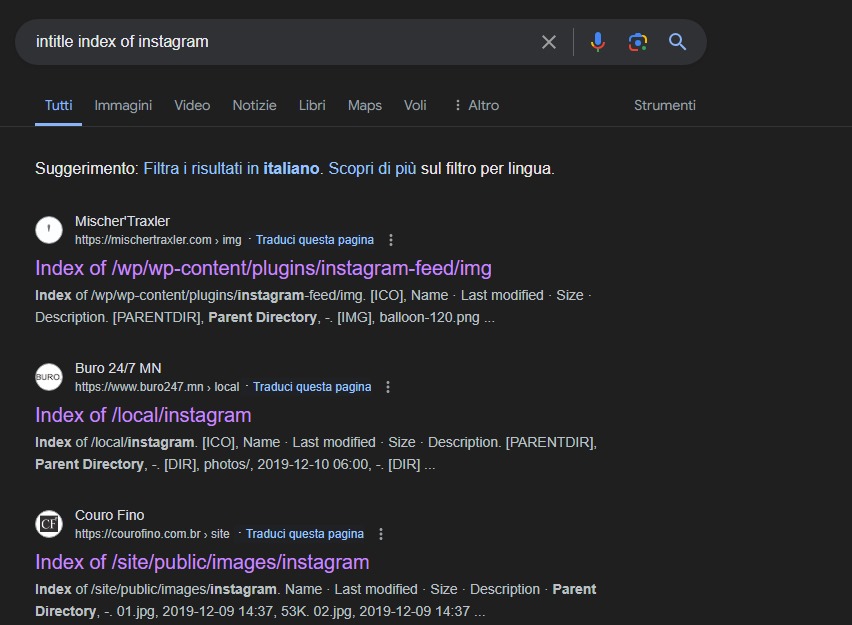 intitle index of instagram
Tutti Immagini Video Notizie Libri Maps Voli Altro Strumenti
Suggerimento: Filtra i risultati in italiano. Scopri di più sul filtro per lingua.
Mischer'Traxler
https://mischertraxler.com › img · Traduci questa pagina
Index of /wp/wp-content/plugins/instagram-feed/img
Index of /wp/wp-content/plugins/instagram-feed/img. [ICO], Name · Last modified · Size ·
Description. [PARENTDIR], Parent Directory, -. [IMG], balloon-120.png ...
BURO.
Buro 24/7 MN
https://www.buro247.mn › local · Traduci questa pagina
Index of /local/instagram
Index of /local/instagram. [ICO], Name · Last modified · Size · Description. [PARENTDIR],
Parent Directory, -. [DIR], photos/, 2019-12-10 06:00, -. [DIR] ...
CF
Couro Fino
https://courofino.com.br › site · Traduci questa pagina
Index of /site/public/images/instagram
Index of /site/public/images/instagram. Name · Last modified · Size · Description · Parent
Directory, -. 01.jpg, 2019-12-09 14:37, 53K. 02.jpg, 2019-12-09 14:37 ...